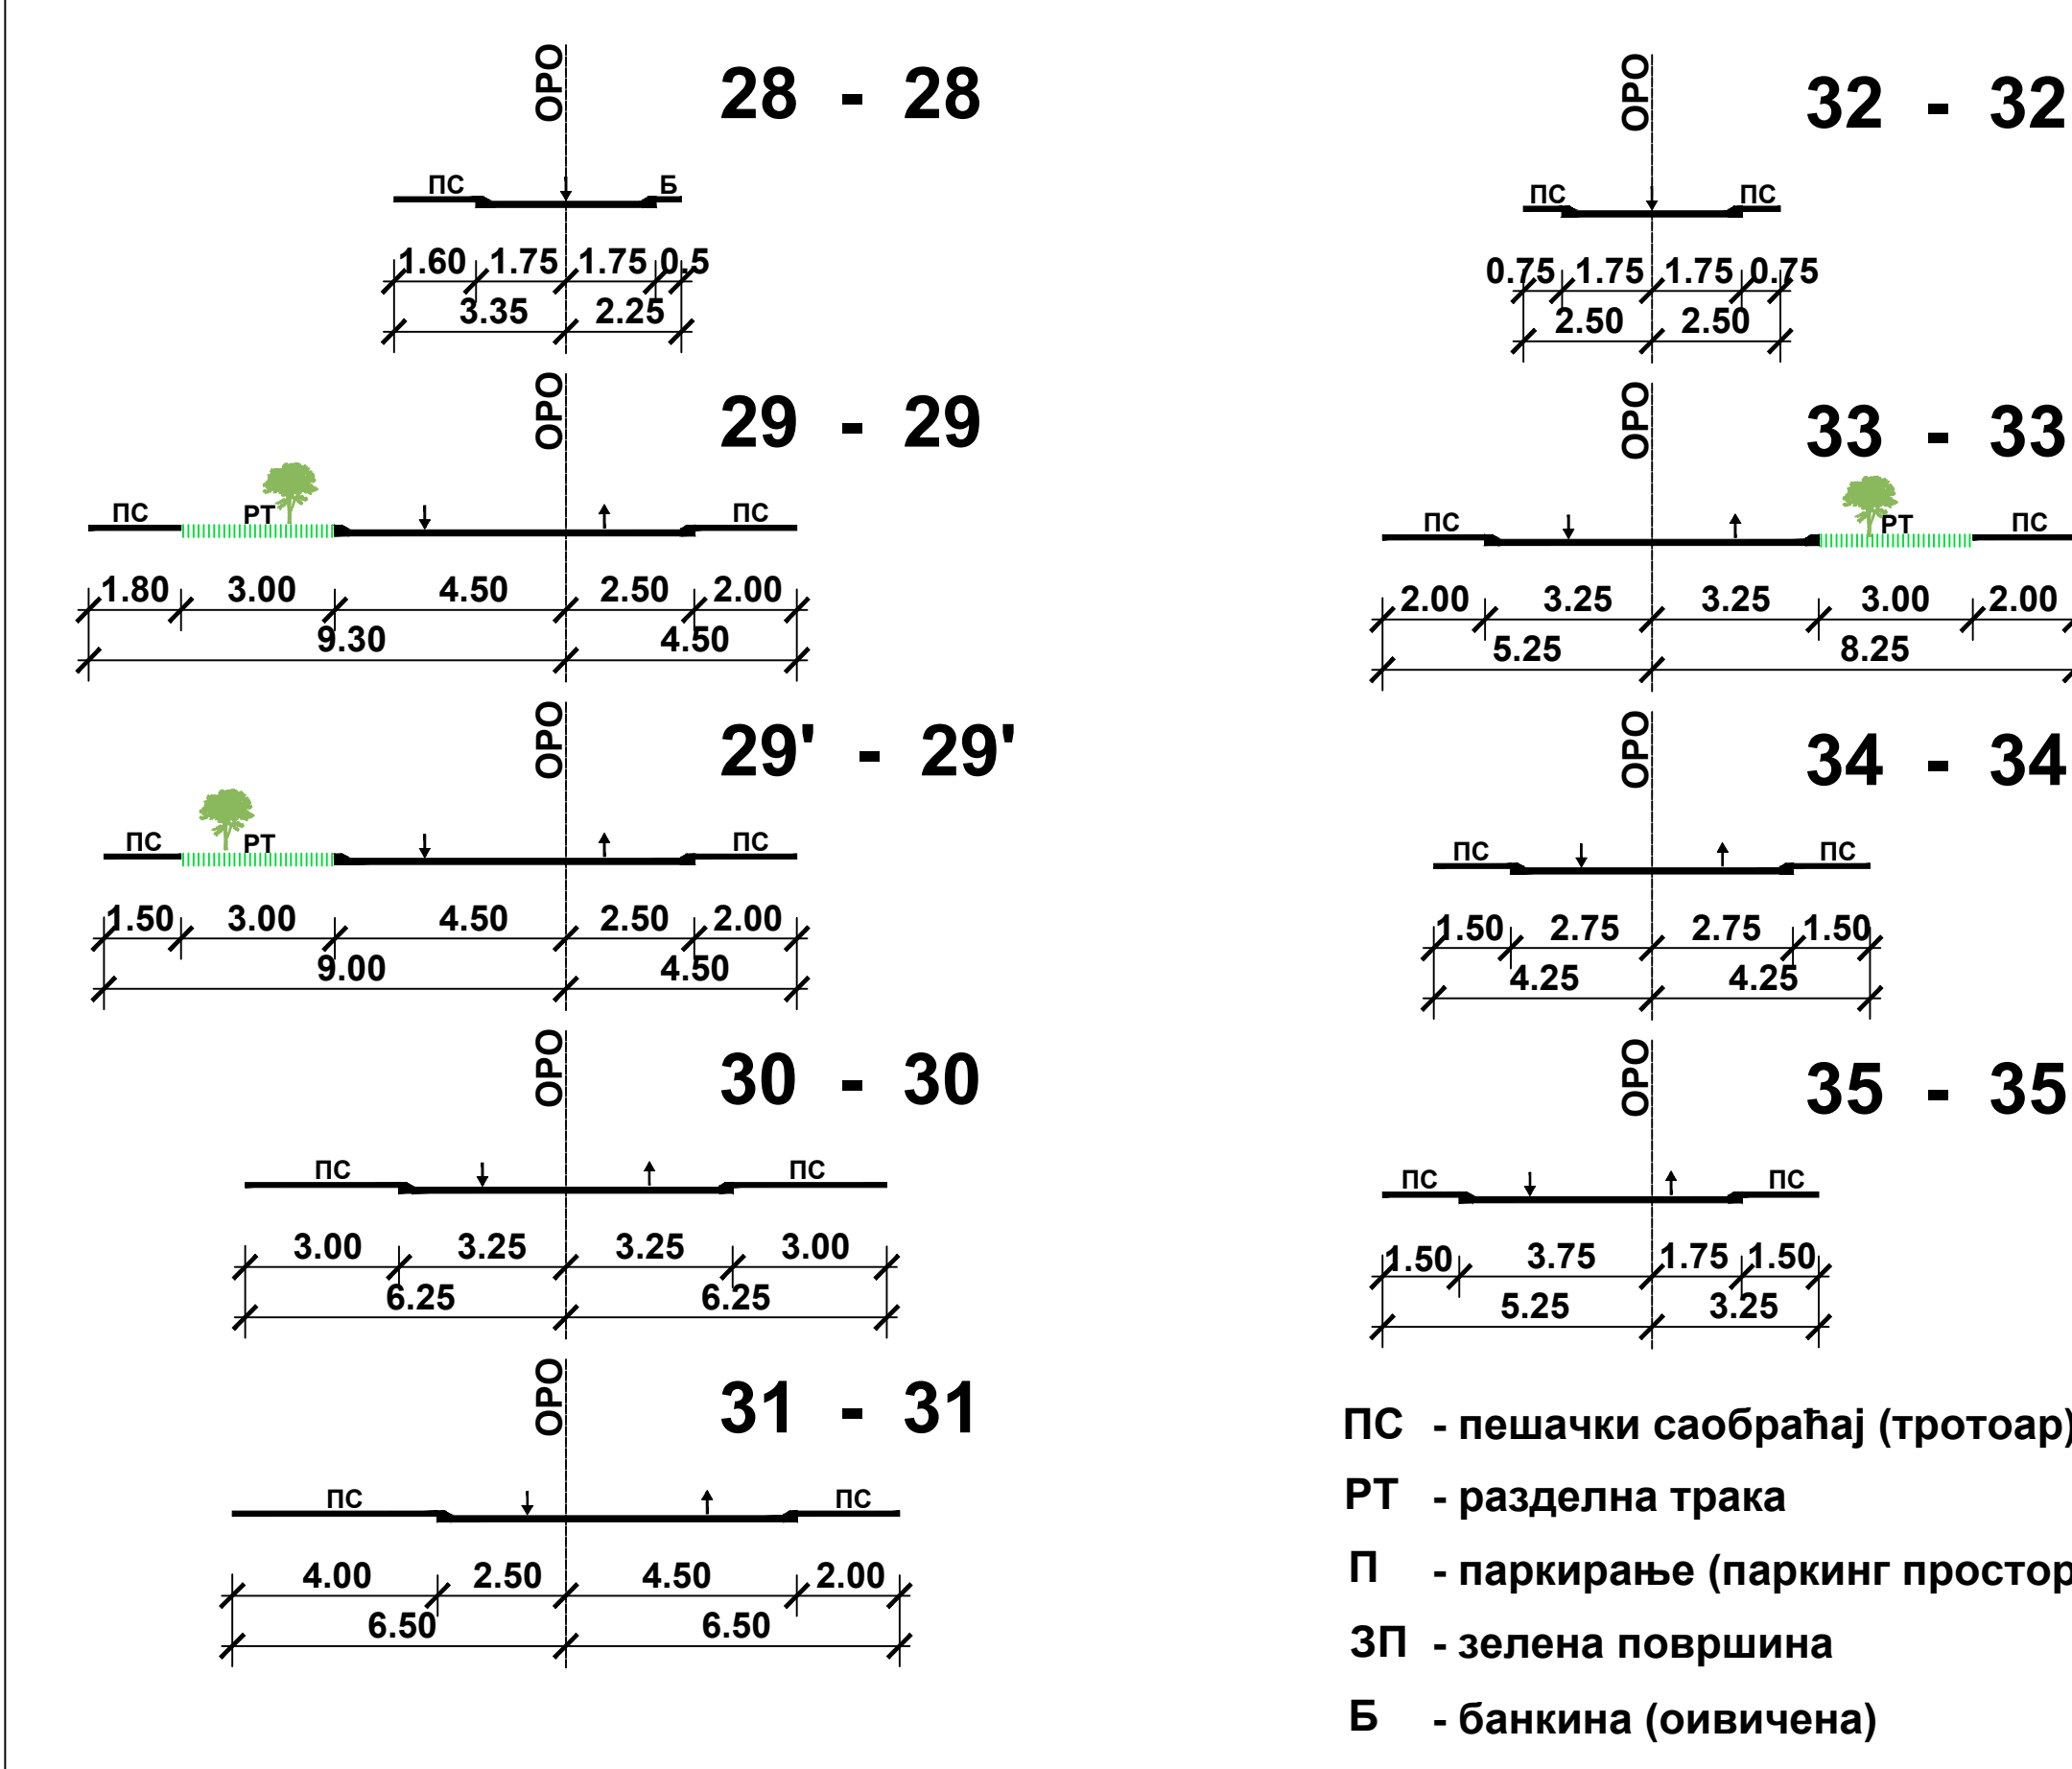 ОРО
28 - 28
ПС Б
1.60 1.75 1.75 0.5
3.35 2.25
ОРО
29 - 29
ПС РТ ПС
1.80 3.00 4.50 2.50 2.00
9.30 4.50
ОРО
29' - 29'
ПС РТ ПС
1.50 3.00 4.50 2.50 2.00
9.00 4.50
ОРО
30 - 30
ПС ПС
3.00 3.25 3.25 3.00
6.25 6.25
ОРО
31 - 31
ПС ПС
4.00 2.50 4.50 2.00
6.50 6.50
ОРО
32 - 32
ПС ПС
0.75 1.75 1.75 0.75
2.50 2.50
ОРО
33 - 33
ПС РТ ПС
2.00 3.25 3.25 3.00 2.00
5.25 8.25
ОРО
34 - 34
ПС ПС
1.50 2.75 2.75 1.50
4.25 4.25
ОРО
35 - 35
ПС ПС
1.50 3.75 1.75 1.50
5.25 3.25
ПС - пешачки саобраћај (тротоар)
РТ - разделна трака
П - паркирање (паркинг простор
ЗП - зелена површина
Б - банкина (оивичена)